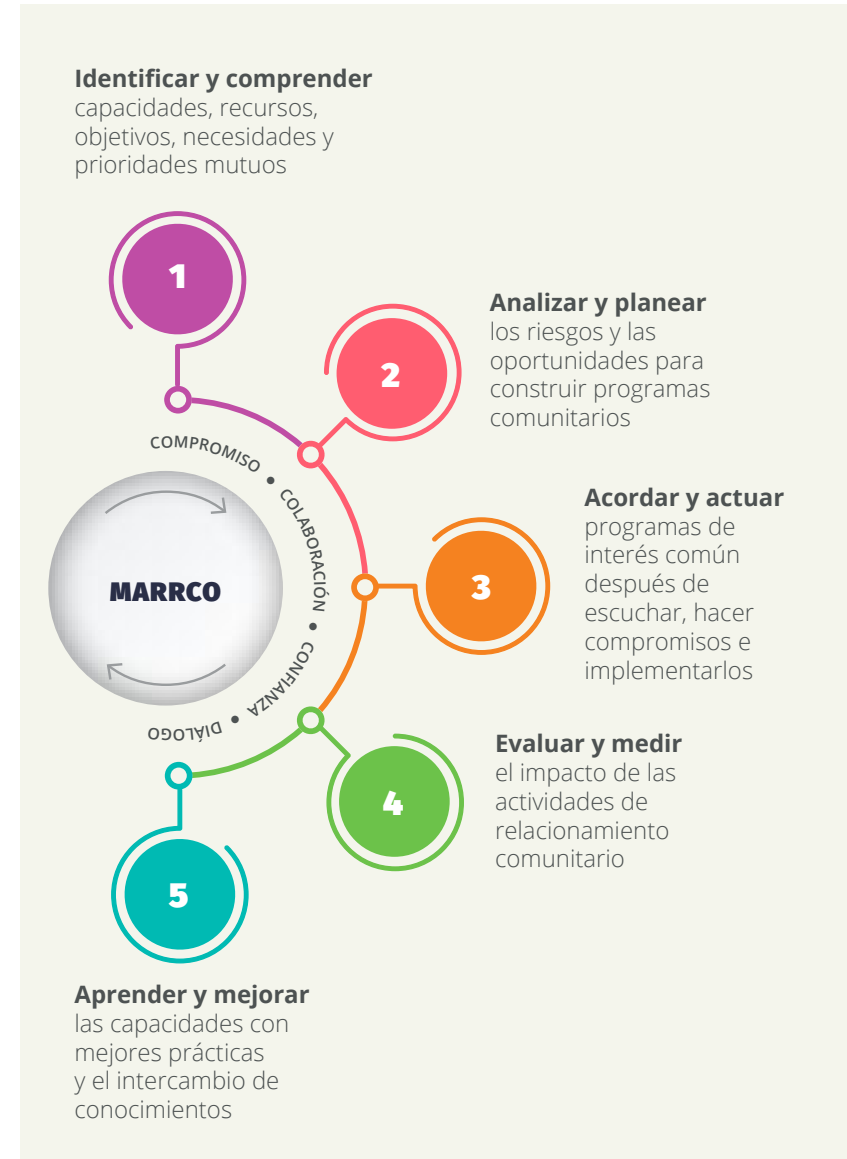 Identificar y comprender
capacidades, recursos,
objetivos, necesidades y
prioridades mutuos
1
Analizar y planear
los riesgos y las
oportunidades para
construir programas
comunitarios
2
COMPROMISO • COLABORACIÓN • CONFIANZA • DIÁLOGO
MARRCO
Acordar y actuar
programas de
interés común
después de
escuchar, hacer
compromisos e
implementarlos
3
Evaluar y medir
el impacto de las
actividades de
relacionamiento
comunitario
4
5
Aprender y mejorar
las capacidades con
mejores prácticas
y el intercambio de
conocimientos